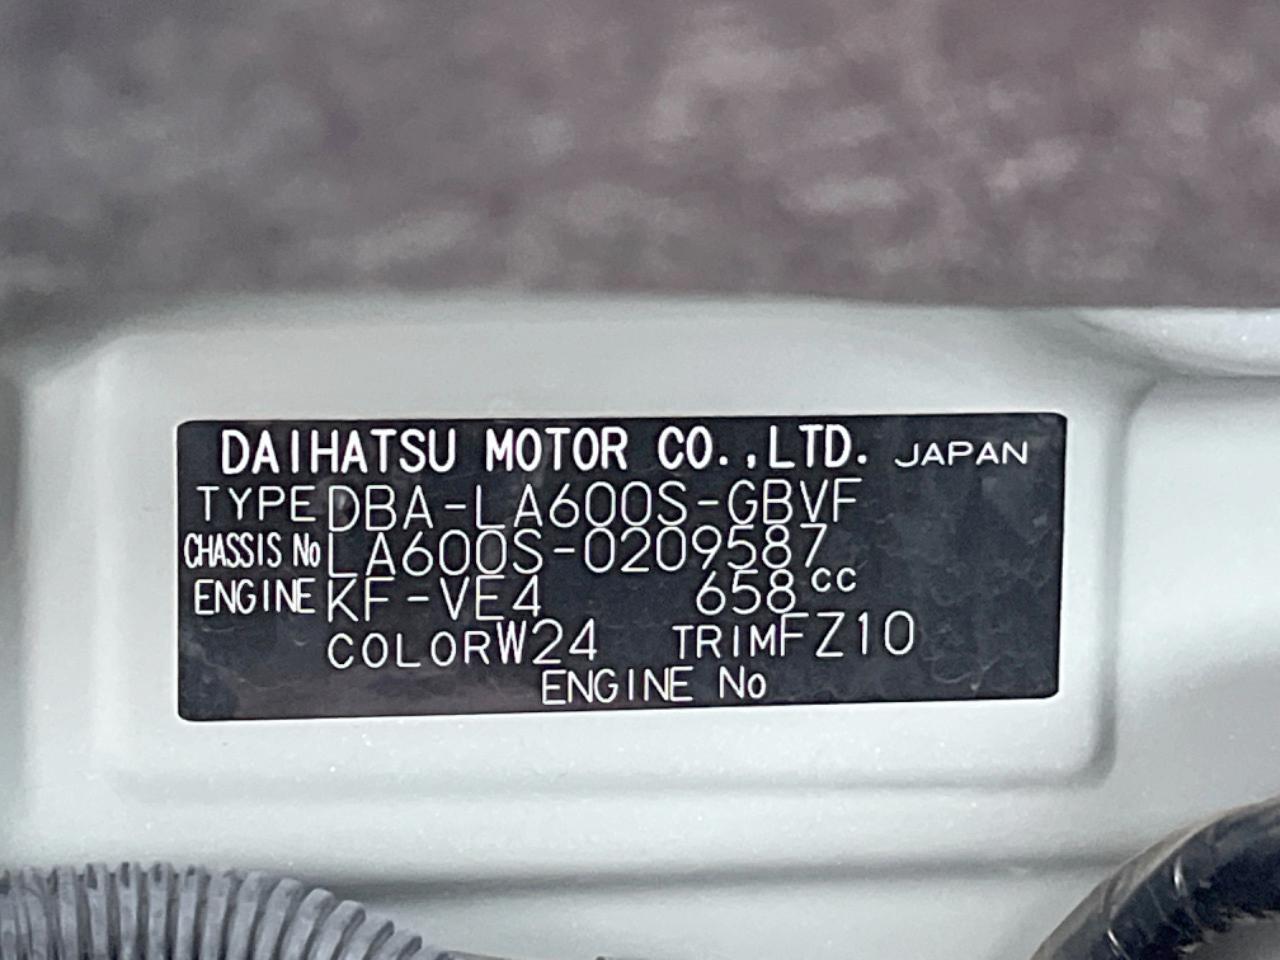 DAIHATSU MOTOR CO.,LTD. JAPAN
TYPE DBA-LA600S-GBVF
CHASSIS No LA600S-0209587
ENGINE KF-VE4 658cc
COLOR W24 TRIM FZ10
ENGINE No